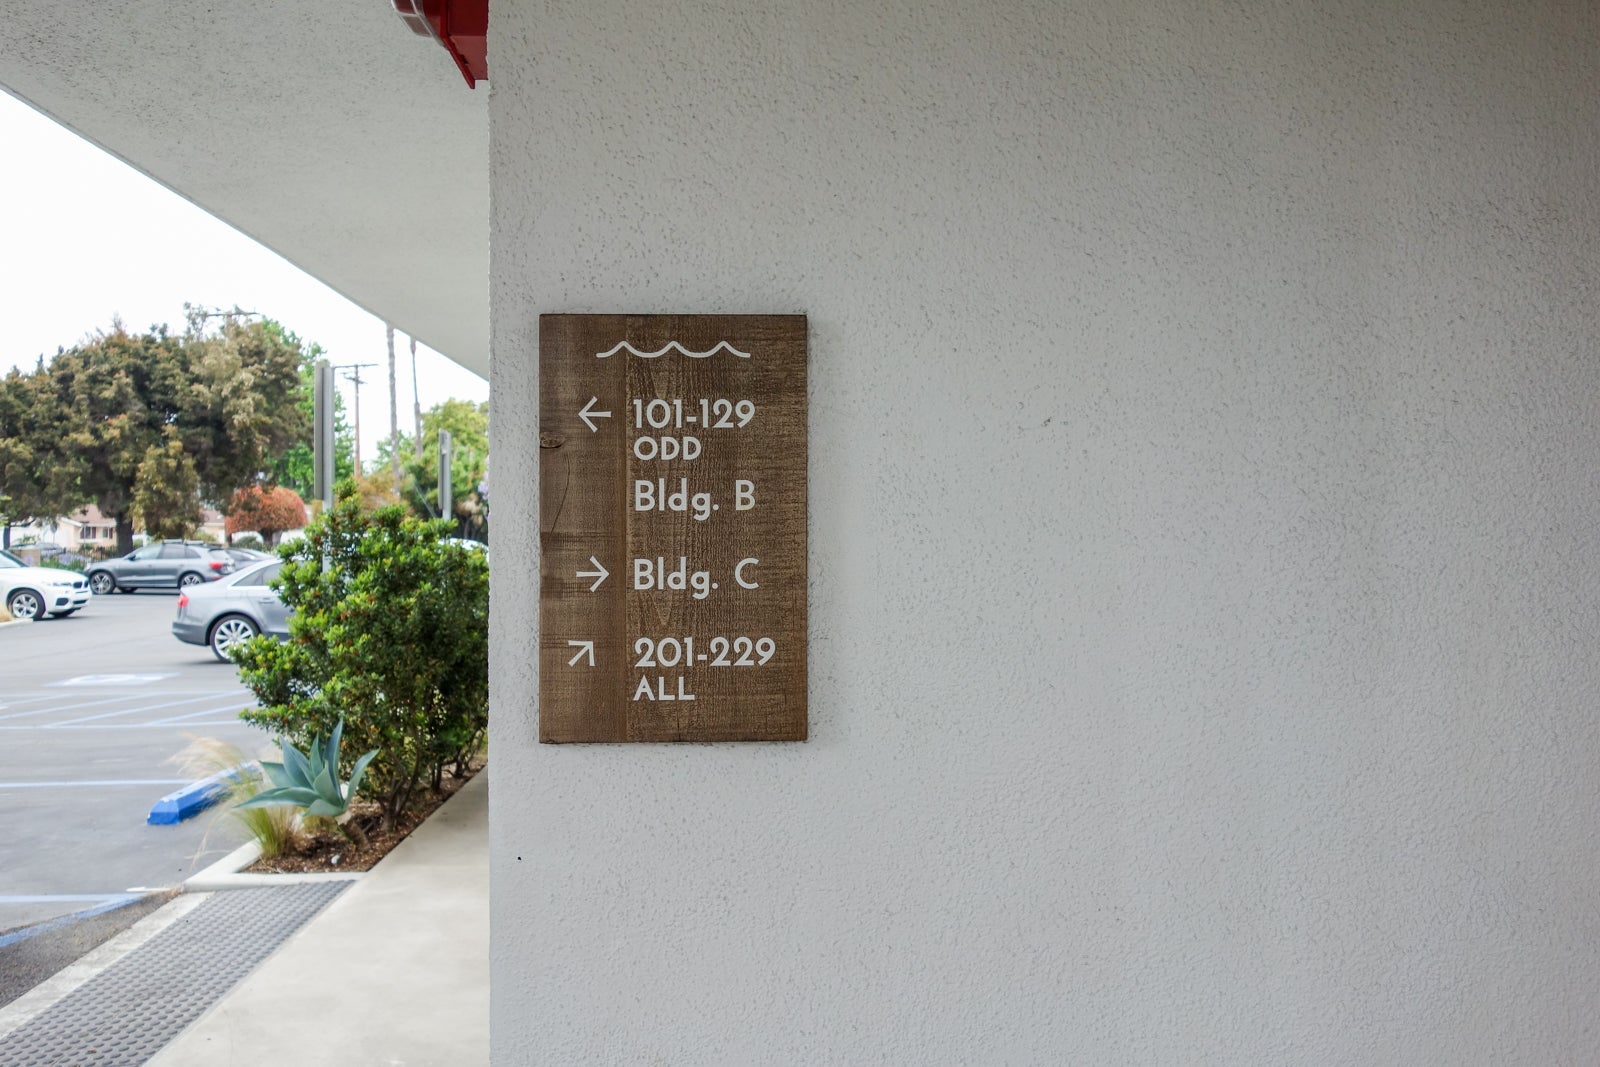 ← 101-129
ODD
Bldg. B
→ Bldg. C
↗ 201-229
ALL